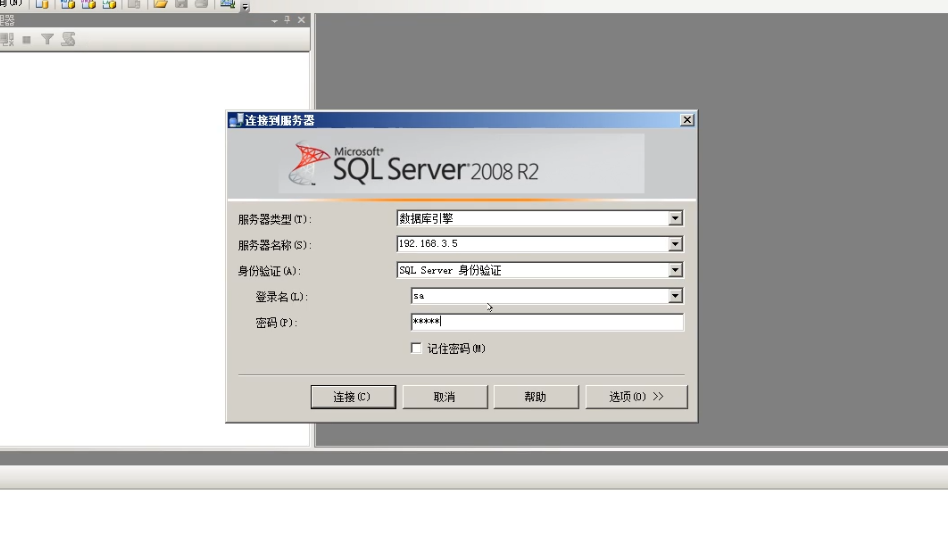 理器
连接到服务器
Microsoft®
SQL Server® 2008 R2
服务器类型(T): 数据库引擎
服务器名称(S): 192.168.3.5
身份验证(A): SQL Server 身份验证
登录名(L): sa
密码(P): *****
记住密码(M)
连接(C) 取消 帮助 选项(O) >>